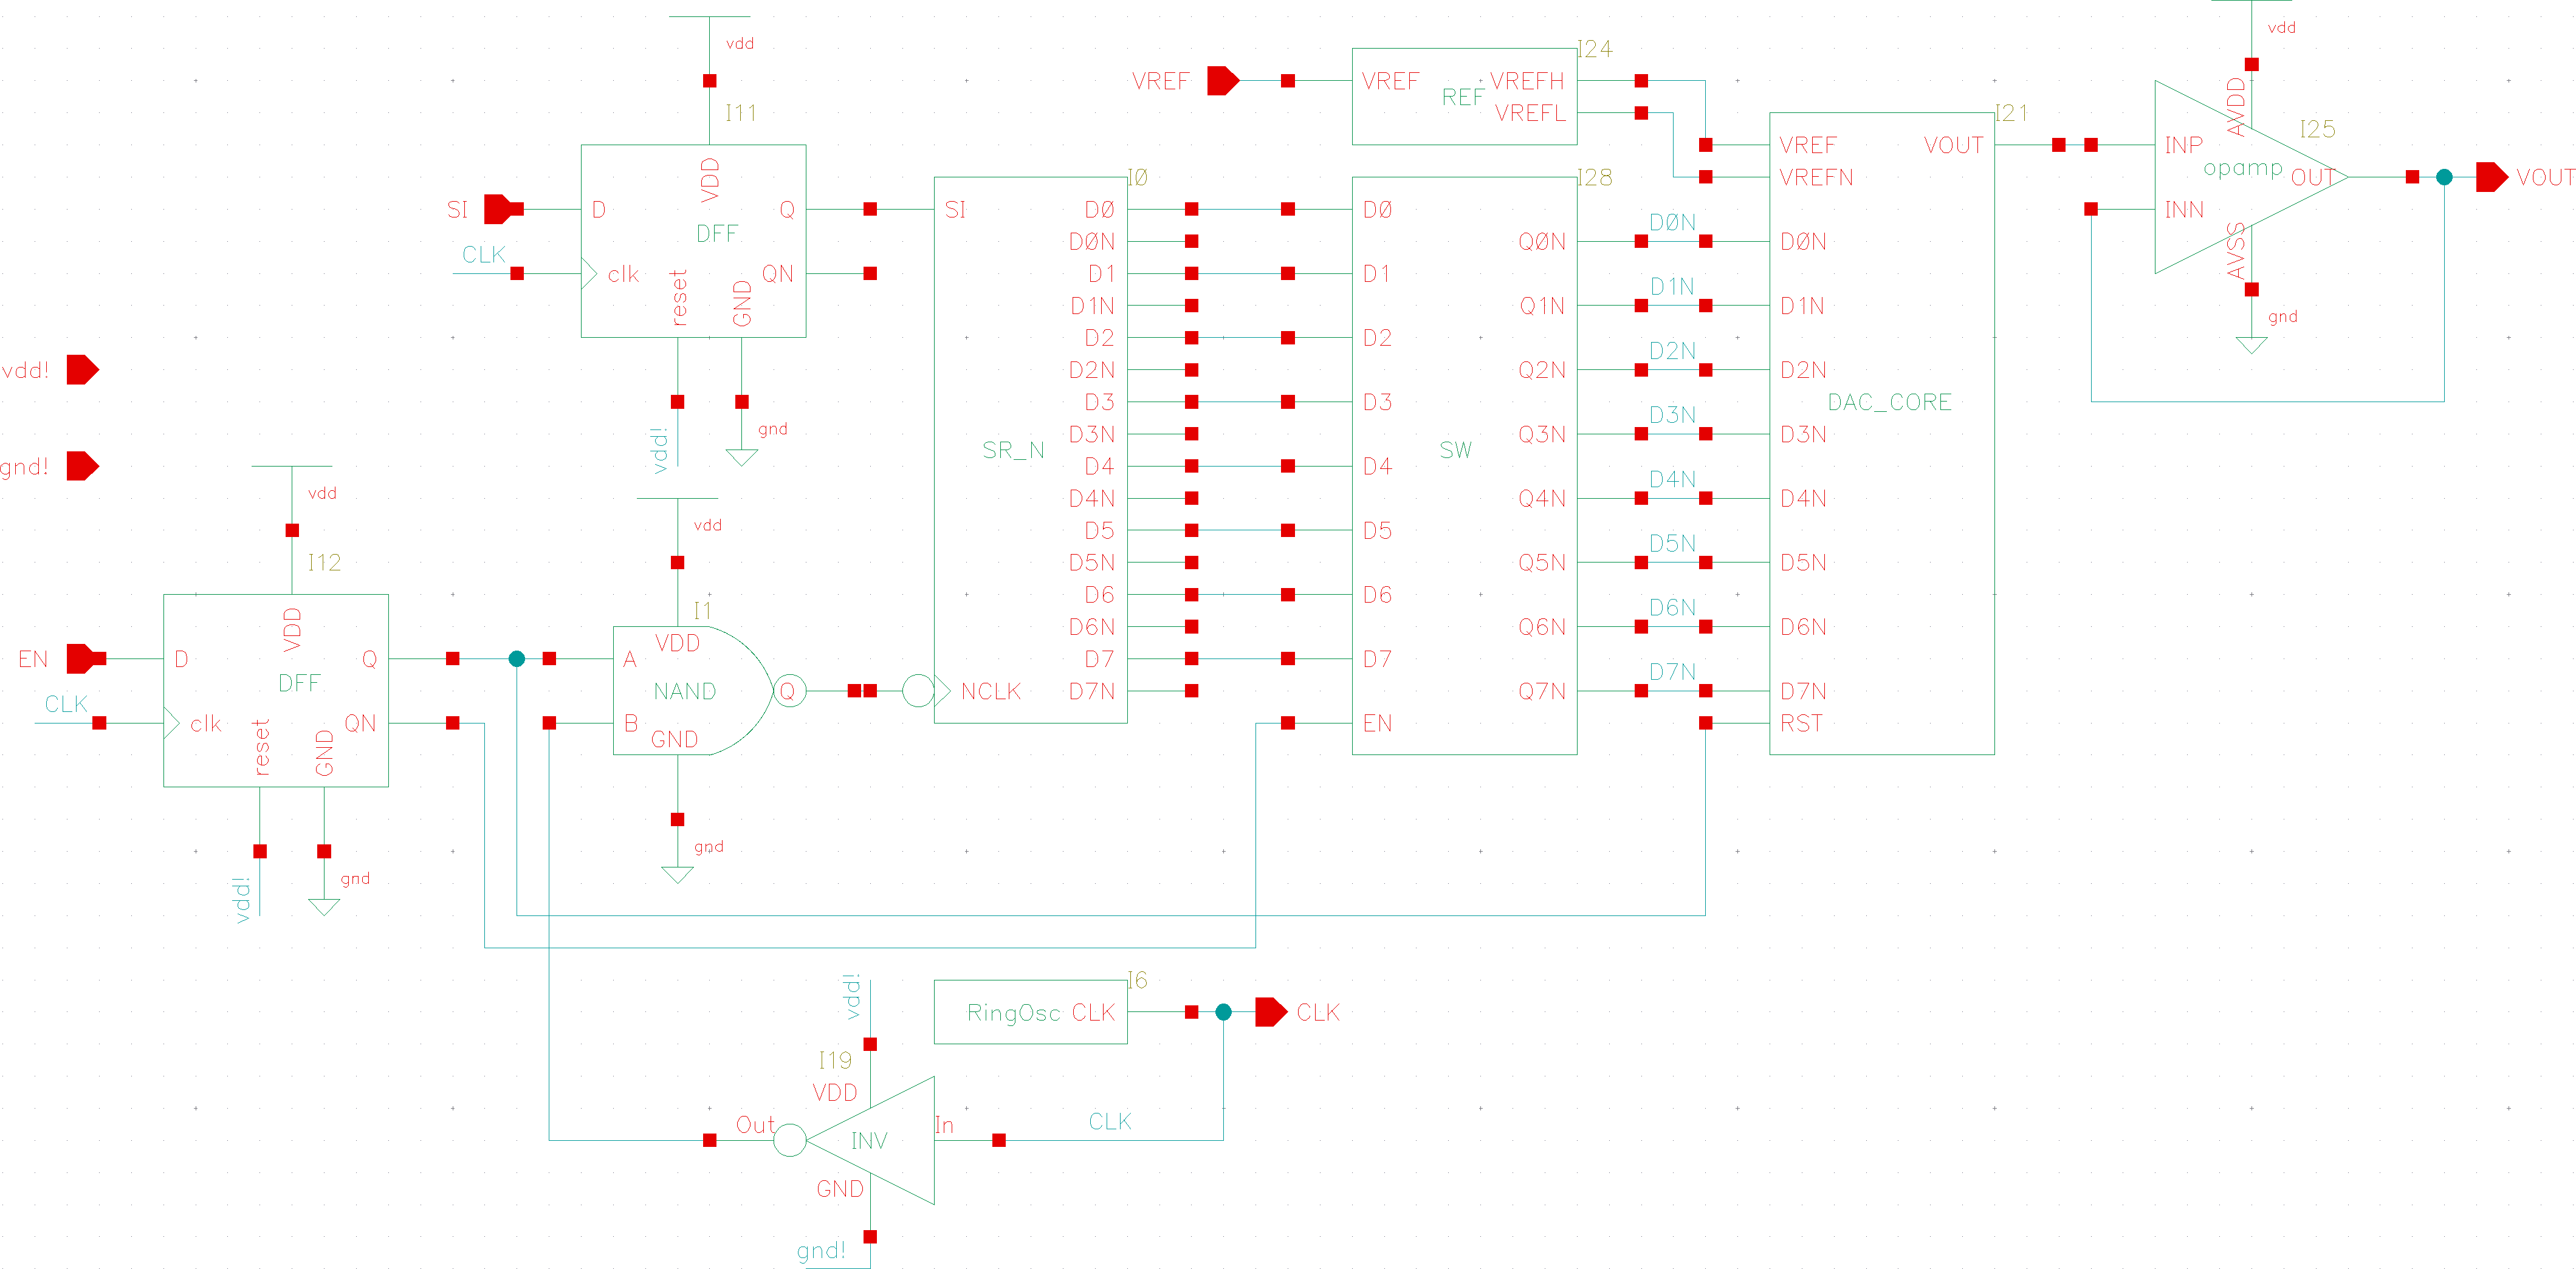 vdd
vdd
I24
VREF
VREF
VREFH
REF
VREFL
I11
I21
AVDD
I25
VREF
VOUT
INP
opamp
OUT
VOUT
VREFN
INN
AVSS
gnd
VDD
SI
D
Q
DFF
CLK
clk
QN
reset
GND
vdd!
gnd
I0
SI
D0
D0N
D1
D1N
D2
D2N
D3
D3N
SR_N
D4
D4N
D5
D5N
D6
D6N
D7
NCLK
D7N
I28
D0
Q0N
D1
Q1N
D2
Q2N
D3
Q3N
SW
D4
Q4N
D5
Q5N
D6
Q6N
D7
Q7N
EN
D0N
D1N
D2N
D3N
D4N
D5N
D6N
D7N
D0N
D1N
D2N
DAC_CORE
D3N
D4N
D5N
D6N
D7N
RST
vdd!
gnd!
vdd
I12
VDD
EN
D
Q
DFF
CLK
clk
QN
reset
GND
vdd!
gnd
vdd
I1
VDD
A
NAND
Q
B
GND
gnd
I6
RingOsc
CLK
CLK
vdd!
I19
VDD
Out
INV
In
CLK
GND
gnd!